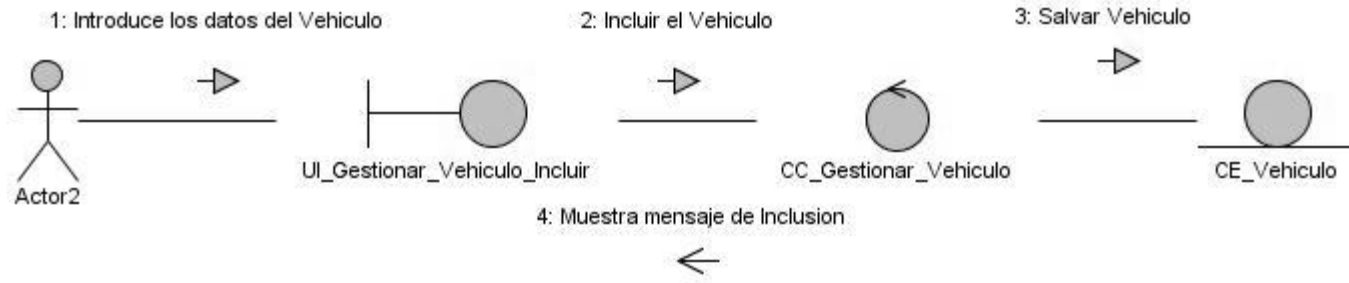 1: Introduce los datos del Vehiculo
2: Incluir el Vehiculo
3: Salvar Vehiculo
Actor2
UI_Gestionar_Vehiculo_Incluir
CC_Gestionar_Vehiculo
CE_Vehiculo
4: Muestra mensaje de Inclusion